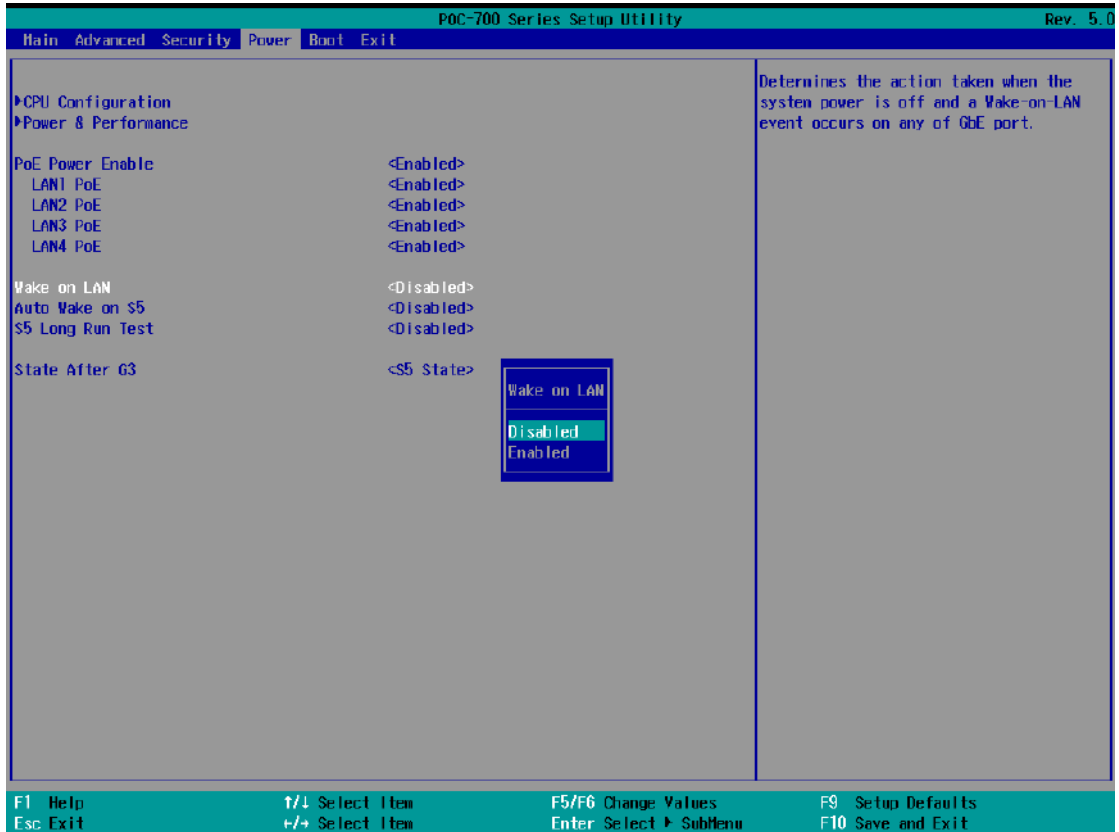 POC-700 Series Setup Utility Rev. 5.0
Main Advanced Security Power Boot Exit
Determines the action taken when the
system power is off and a Wake-on-LAN
event occurs on any of GbE port.
▶CPU Configuration
▶Power & Performance
PoE Power Enable <Enabled>
LAN1 PoE <Enabled>
LAN2 PoE <Enabled>
LAN3 PoE <Enabled>
LAN4 PoE <Enabled>
Wake on LAN <Disabled>
Auto Wake on S5 <Disabled>
S5 Long Run Test <Disabled>
State After G3 <S5 State>
Wake on LAN
Disabled
Enabled
F1 Help ↑/↓ Select Item F5/F6 Change Values F9 Setup Defaults
Esc Exit ←/→ Select Item Enter Select ▶ SubMenu F10 Save and Exit